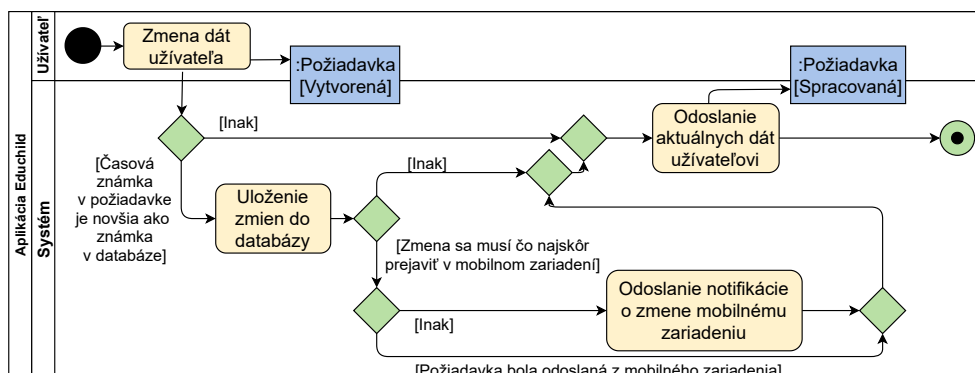 Aplikácia Educhild
Užívateľ
Zmena dát
užívateľa
:Požiadavka
[Vytvorená]
:Požiadavka
[Spracovaná]
Systém
[Inak]
Odoslanie
aktuálnych dát
užívateľovi
[Časová
známka
v požiadavke
je novšia ako
známka
v databáze]
[Inak]
Uloženie
zmien do
databázy
[Zmena sa musí čo najskôr
prejaviť v mobilnom zariadení]
[Inak]
Odoslanie notifikácie
o zmene mobilnému
zariadeniu
[Požiadavka bola odoslaná z mobilného zariadenia]